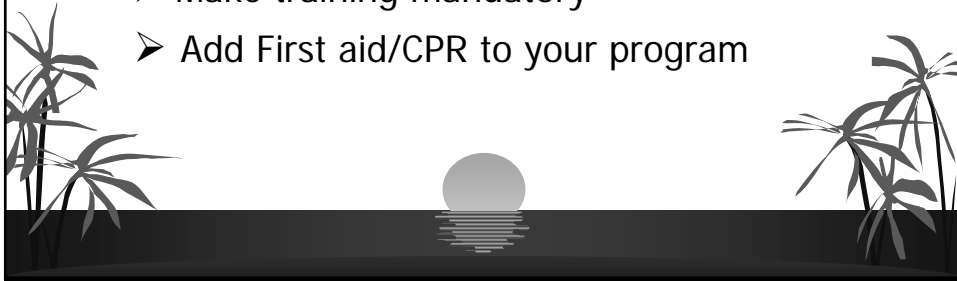 ➢ Make training mandatory
➢ Add First aid/CPR to your program